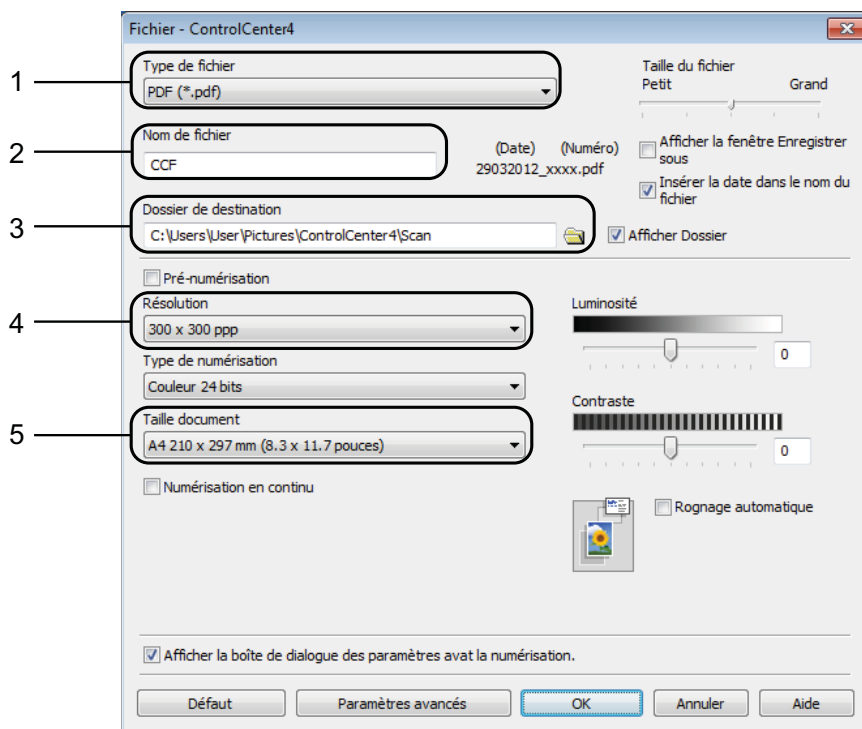 Fichier - ControlCenter4
1
Type de fichier
PDF (*.pdf)
Taille du fichier
Petit Grand
2
Nom de fichier
CCF
(Date) (Numéro)
29032012_xxxx.pdf
Afficher la fenêtre Enregistrer
sous
Insérer la date dans le nom du
fichier
3
Dossier de destination
C:\Users\User\Pictures\ControlCenter4\Scan
Afficher Dossier
Pré-numérisation
4
Résolution
300 x 300 ppp
Luminosité
0
Type de numérisation
Couleur 24 bits
5
Taille document
A4 210 x 297 mm (8.3 x 11.7 pouces)
Contraste
0
Numérisation en continu
Rognage automatique
Afficher la boîte de dialogue des paramètres avat la numérisation.
Défaut Paramètres avancés OK Annuler Aide